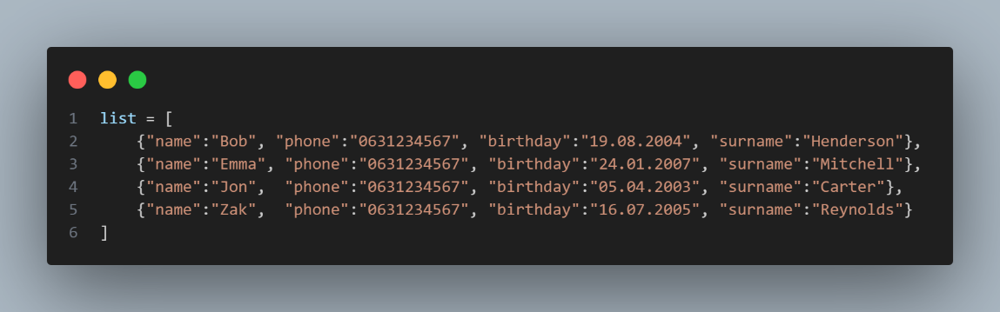 1 list = [
2     {"name":"Bob", "phone":"0631234567", "birthday":"19.08.2004", "surname":"Henderson"},
3     {"name":"Emma", "phone":"0631234567", "birthday":"24.01.2007", "surname":"Mitchell"},
4     {"name":"Jon",  "phone":"0631234567", "birthday":"05.04.2003", "surname":"Carter"},
5     {"name":"Zak",  "phone":"0631234567", "birthday":"16.07.2005", "surname":"Reynolds"}
6 ]